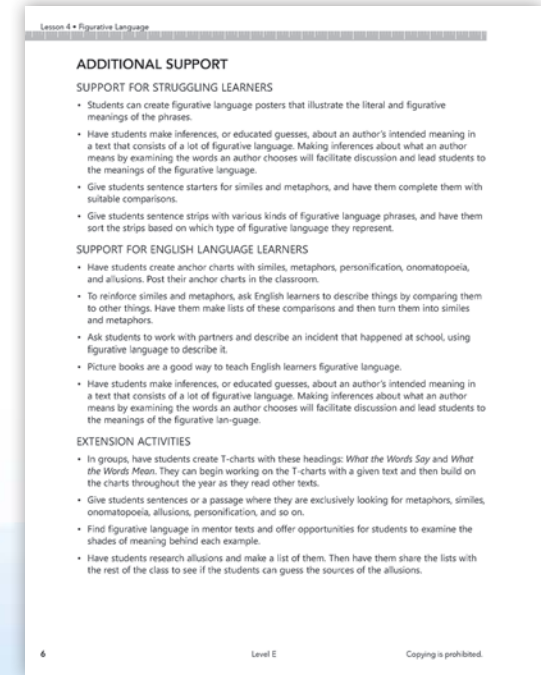 Lesson 4 • Figurative Language
ADDITIONAL SUPPORT
SUPPORT FOR STRUGGLING LEARNERS
• Students can create figurative language posters that illustrate the literal and figurative
meanings of the phrases.
• Have students make inferences, or educated guesses, about an author's intended meaning in
a text that consists of a lot of figurative language. Making inferences about what an author
means by examining the words an author chooses will facilitate discussion and lead students to
the meanings of the figurative language.
• Give students sentence starters for similes and metaphors, and have them complete them with
suitable comparisons.
• Give students sentence strips with various kinds of figurative language phrases, and have them
sort the strips based on which type of figurative language they represent.
SUPPORT FOR ENGLISH LANGUAGE LEARNERS
• Have students create anchor charts with similes, metaphors, personification, onomatopoeia,
and allusions. Post their anchor charts in the classroom.
• To reinforce similes and metaphors, ask English learners to describe things by comparing them
to other things. Have them make lists of these comparisons and then turn them into similes
and metaphors.
• Ask students to work with partners and describe an incident that happened at school, using
figurative language to describe it.
• Picture books are a good way to teach English learners figurative language.
• Have students make inferences, or educated guesses, about an author's intended meaning in
a text that consists of a lot of figurative language. Making inferences about what an author
means by examining the words an author chooses will facilitate discussion and lead students to
the meanings of the figurative lan-guage.
EXTENSION ACTIVITIES
• In groups, have students create T-charts with these headings: What the Words Say and What
the Words Mean. They can begin working on the T-charts with a given text and then build on
the charts throughout the year as they read other texts.
• Give students sentences or a passage where they are exclusively looking for metaphors, similes,
onomatopoeia, allusions, personification, and so on.
• Find figurative language in mentor texts and offer opportunities for students to examine the
shades of meaning behind each example.
• Have students research allusions and make a list of them. Then have them share the lists with
the rest of the class to see if the students can guess the sources of the allusions.
6 Level E Copying is prohibited.